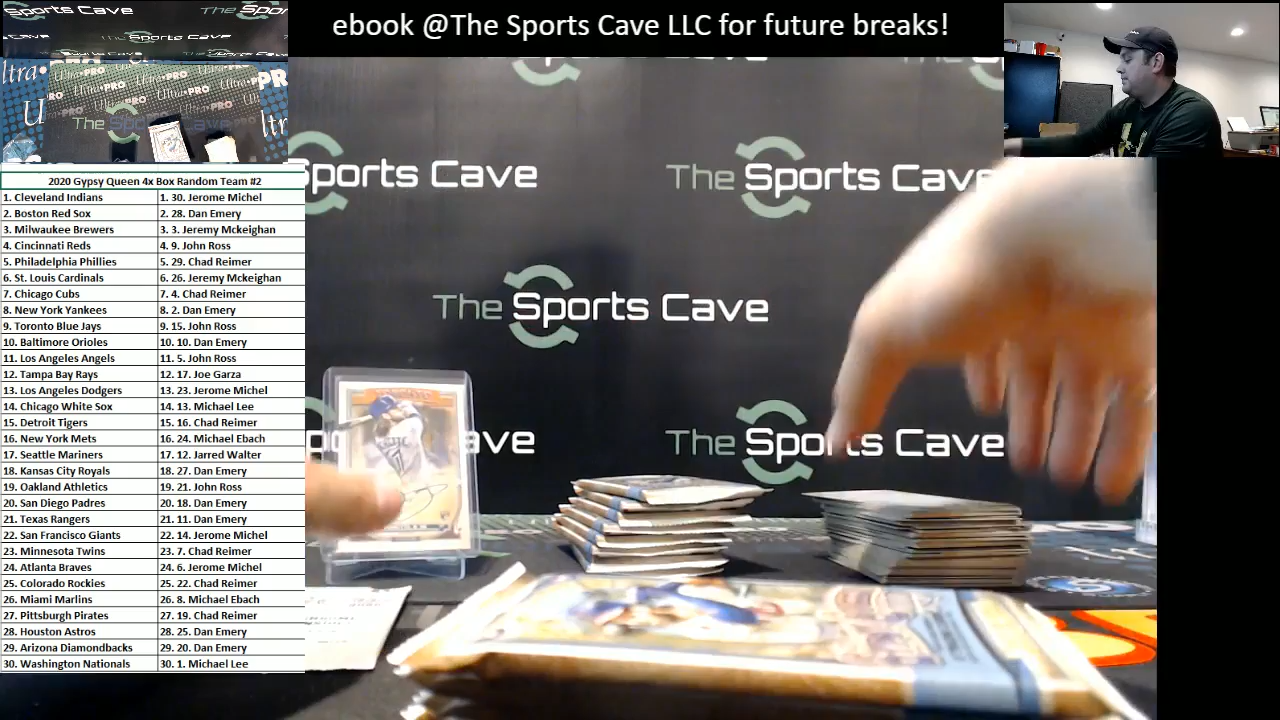 ebook @The Sports Cave LLC for future breaks!
2020 Gypsy Queen 4x Box Random Team #2
1. Cleveland Indians 1. 30. Jerome Michel
2. Boston Red Sox 2. 28. Dan Emery
3. Milwaukee Brewers 3. 3. Jeremy Mckeighan
4. Cincinnati Reds 4. 9. John Ross
5. Philadelphia Phillies 5. 29. Chad Reimer
6. St. Louis Cardinals 6. 26. Jeremy Mckeighan
7. Chicago Cubs 7. 4. Chad Reimer
8. New York Yankees 8. 2. Dan Emery
9. Toronto Blue Jays 9. 15. John Ross
10. Baltimore Orioles 10. 10. Dan Emery
11. Los Angeles Angels 11. 5. John Ross
12. Tampa Bay Rays 12. 17. Joe Garza
13. Los Angeles Dodgers 13. 23. Jerome Michel
14. Chicago White Sox 14. 13. Michael Lee
15. Detroit Tigers 15. 16. Chad Reimer
16. New York Mets 16. 24. Michael Ebach
17. Seattle Mariners 17. 12. Jarred Walter
18. Kansas City Royals 18. 27. Dan Emery
19. Oakland Athletics 19. 21. John Ross
20. San Diego Padres 20. 18. Dan Emery
21. Texas Rangers 21. 11. Dan Emery
22. San Francisco Giants 22. 14. Jerome Michel
23. Minnesota Twins 23. 7. Chad Reimer
24. Atlanta Braves 24. 6. Jerome Michel
25. Colorado Rockies 25. 22. Chad Reimer
26. Miami Marlins 26. 8. Michael Ebach
27. Pittsburgh Pirates 27. 19. Chad Reimer
28. Houston Astros 28. 25. Dan Emery
29. Arizona Diamondbacks 29. 20. Dan Emery
30. Washington Nationals 30. 1. Michael Lee
Sports Cave
The Sports Cave
The Sports Cave
ave
The Sports Cave
The Sports Cave
Ultra PRO